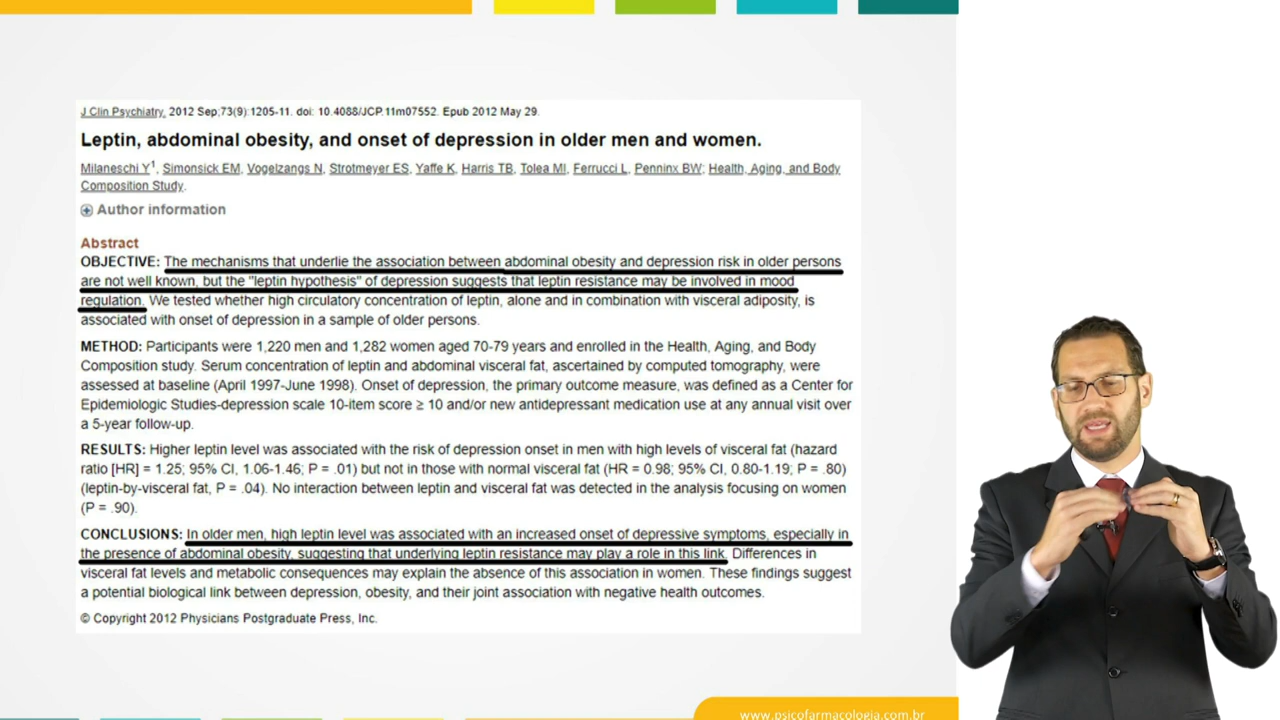 J Clin Psychiatry. 2012 Sep;73(9):1205-11. doi: 10.4088/JCP.11m07552. Epub 2012 May 29.
Leptin, abdominal obesity, and onset of depression in older men and women.
Milaneschi Y1, Simonsick EM, Vogelzangs N, Strotmeyer ES, Yaffe K, Harris TB, Tolea MI, Ferrucci L, Penninx BW; Health, Aging, and Body
Composition Study.
Author information
Abstract
OBJECTIVE: The mechanisms that underlie the association between abdominal obesity and depression risk in older persons
are not well known, but the "leptin hypothesis" of depression suggests that leptin resistance may be involved in mood
regulation. We tested whether high circulatory concentration of leptin, alone and in combination with visceral adiposity, is
associated with onset of depression in a sample of older persons.
METHOD: Participants were 1,220 men and 1,282 women aged 70-79 years and enrolled in the Health, Aging, and Body
Composition study. Serum concentration of leptin and abdominal visceral fat, ascertained by computed tomography, were
assessed at baseline (April 1997-June 1998). Onset of depression, the primary outcome measure, was defined as a Center for
Epidemiologic Studies-depression scale 10-item score ≥ 10 and/or new antidepressant medication use at any annual visit over
a 5-year follow-up.
RESULTS: Higher leptin level was associated with the risk of depression onset in men with high levels of visceral fat (hazard
ratio [HR] = 1.25; 95% CI, 1.06-1.46; P = .01) but not in those with normal visceral fat (HR = 0.98; 95% CI, 0.80-1.19; P = .80)
(leptin-by-visceral fat, P = .04). No interaction between leptin and visceral fat was detected in the analysis focusing on women
(P = .90).
CONCLUSIONS: In older men, high leptin level was associated with an increased onset of depressive symptoms, especially in
the presence of abdominal obesity, suggesting that underlying leptin resistance may play a role in this link. Differences in
visceral fat levels and metabolic consequences may explain the absence of this association in women. These findings suggest
a potential biological link between depression, obesity, and their joint association with negative health outcomes.
© Copyright 2012 Physicians Postgraduate Press, Inc.
www.psicofarmacologia.com.br